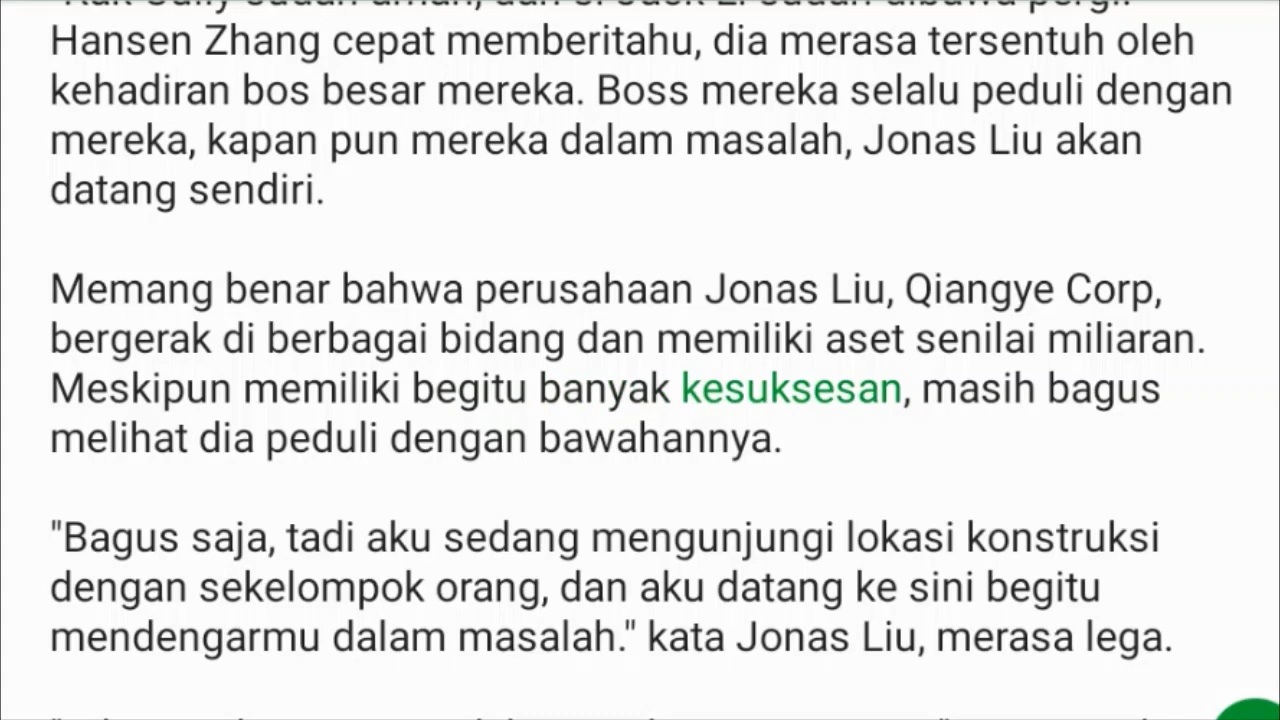 Hansen Zhang cepat memberitahu, dia merasa tersentuh oleh
kehadiran bos besar mereka. Boss mereka selalu peduli dengan
mereka, kapan pun mereka dalam masalah, Jonas Liu akan
datang sendiri.
Memang benar bahwa perusahaan Jonas Liu, Qiangye Corp,
bergerak di berbagai bidang dan memiliki aset senilai miliaran.
Meskipun memiliki begitu banyak kesuksesan, masih bagus
melihat dia peduli dengan bawahannya.
"Bagus saja, tadi aku sedang mengunjungi lokasi konstruksi
dengan sekelompok orang, dan aku datang ke sini begitu
mendengarmu dalam masalah." kata Jonas Liu, merasa lega.